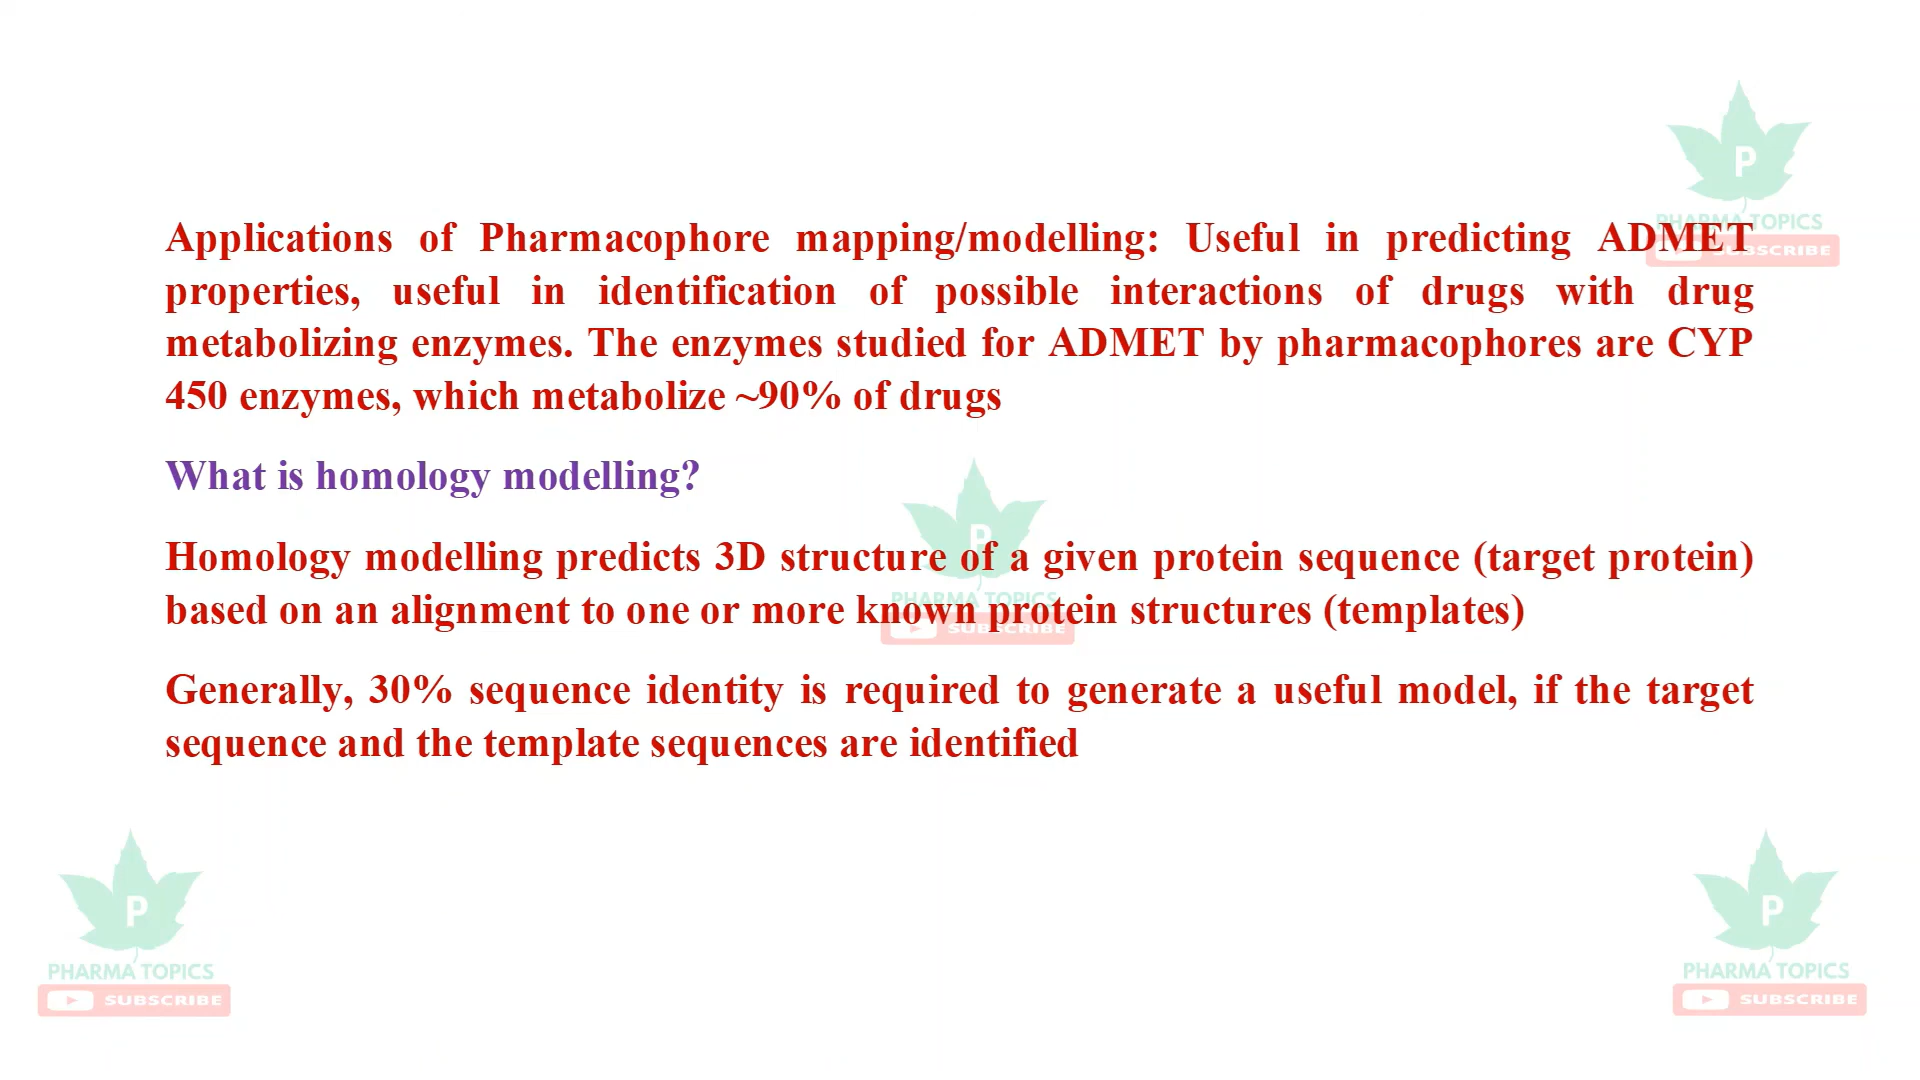 P
PHARMA TOPICS
SUBSCRIBE
Applications of Pharmacophore mapping/modelling: Useful in predicting ADMET
properties, useful in identification of possible interactions of drugs with drug
metabolizing enzymes. The enzymes studied for ADMET by pharmacophores are CYP
450 enzymes, which metabolize ~90% of drugs
What is homology modelling?
P
Homology modelling predicts 3D structure of a given protein sequence (target protein)
PHARMA TOPICS
based on an alignment to one or more known protein structures (templates)
SUBSCRIBE
Generally, 30% sequence identity is required to generate a useful model, if the target
sequence and the template sequences are identified
P
PHARMA TOPICS
SUBSCRIBE
P
PHARMA TOPICS
SUBSCRIBE